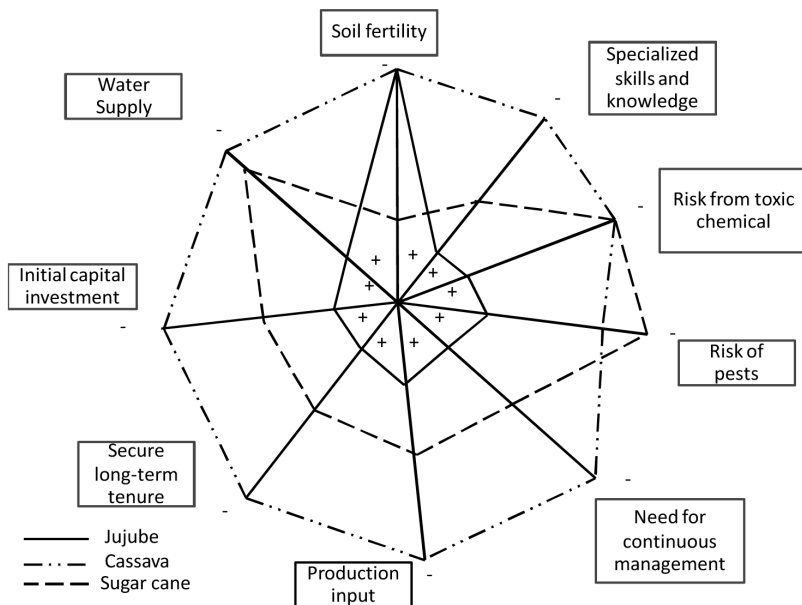 Soil fertility
Specialized
skills and
knowledge
Water
Supply
Risk from toxic
chemical
Initial capital
investment
Risk of
pests
Secure
long-term
tenure
Need for
continuous
management
Production
input
Jujube
Cassava
Sugar cane
-
-
-
-
-
-
-
-
-
+
+
+
+
+
+
+
+
+